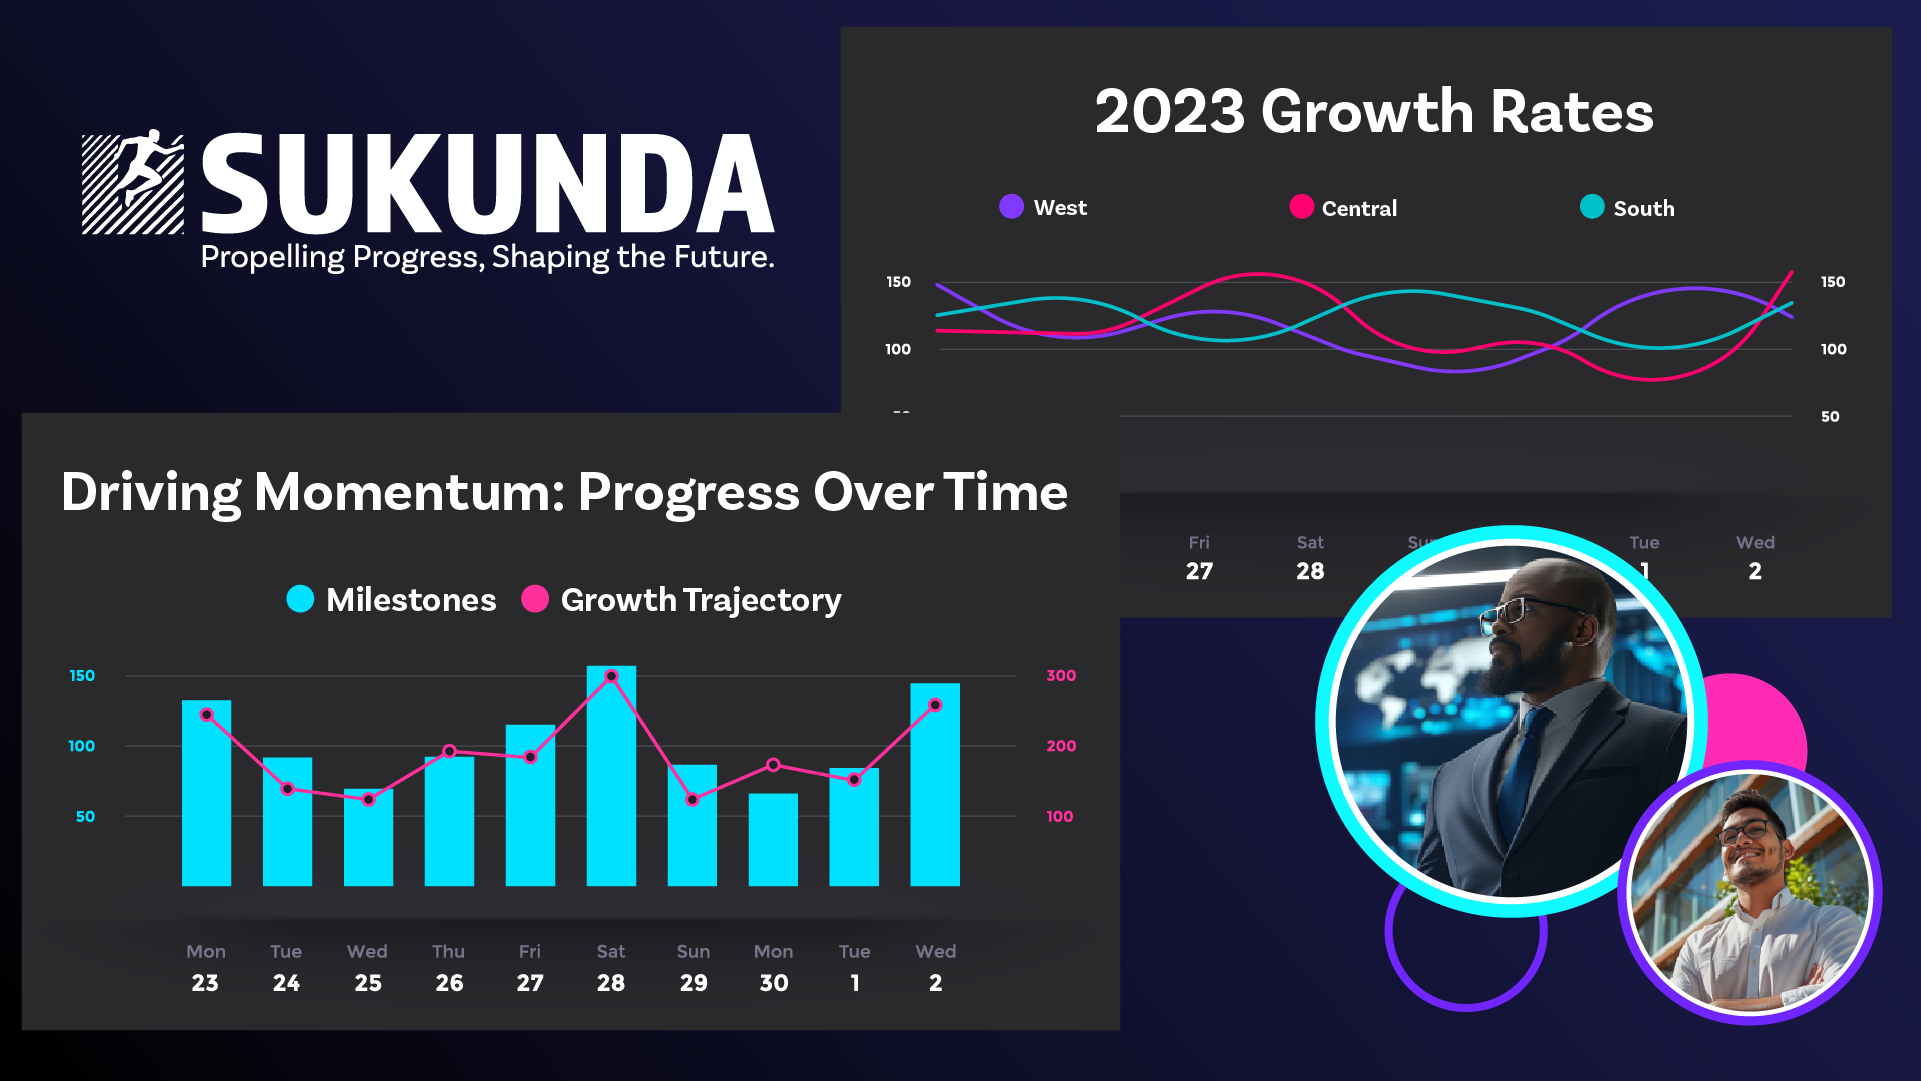 SUKUNDA
Propelling Progress, Shaping the Future.
2023 Growth Rates
West Central South
150 150
100 100
50
Fri Sat Tue Wed
27 28 1 2
Driving Momentum: Progress Over Time
Milestones Growth Trajectory
150 300
100 200
50 100
Mon Tue Wed Thu Fri Sat Sun Mon Tue Wed
23 24 25 26 27 28 29 30 1 2